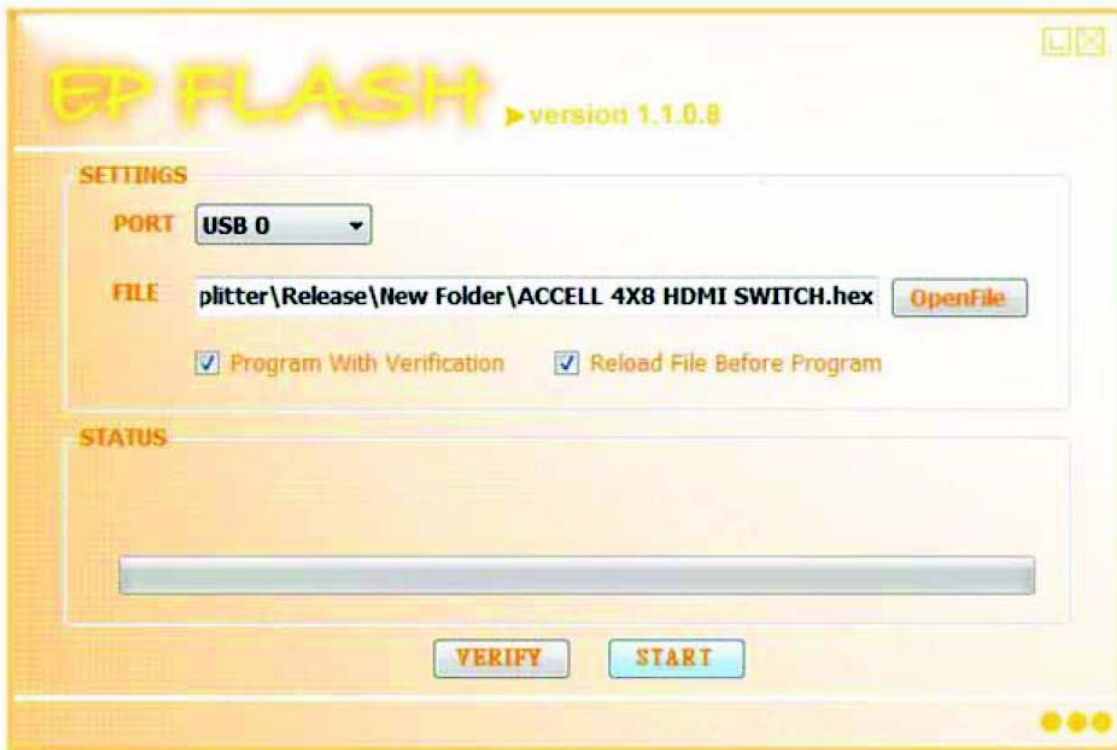 EP FLASH
version 1.1.0.8
SETTINGS
PORT USB 0
FILE plitter\Release\New Folder\ACCELL 4X8 HDMI SWITCH.hex OpenFile
Program With Verification Reload File Before Program
STATUS
VERIFY START